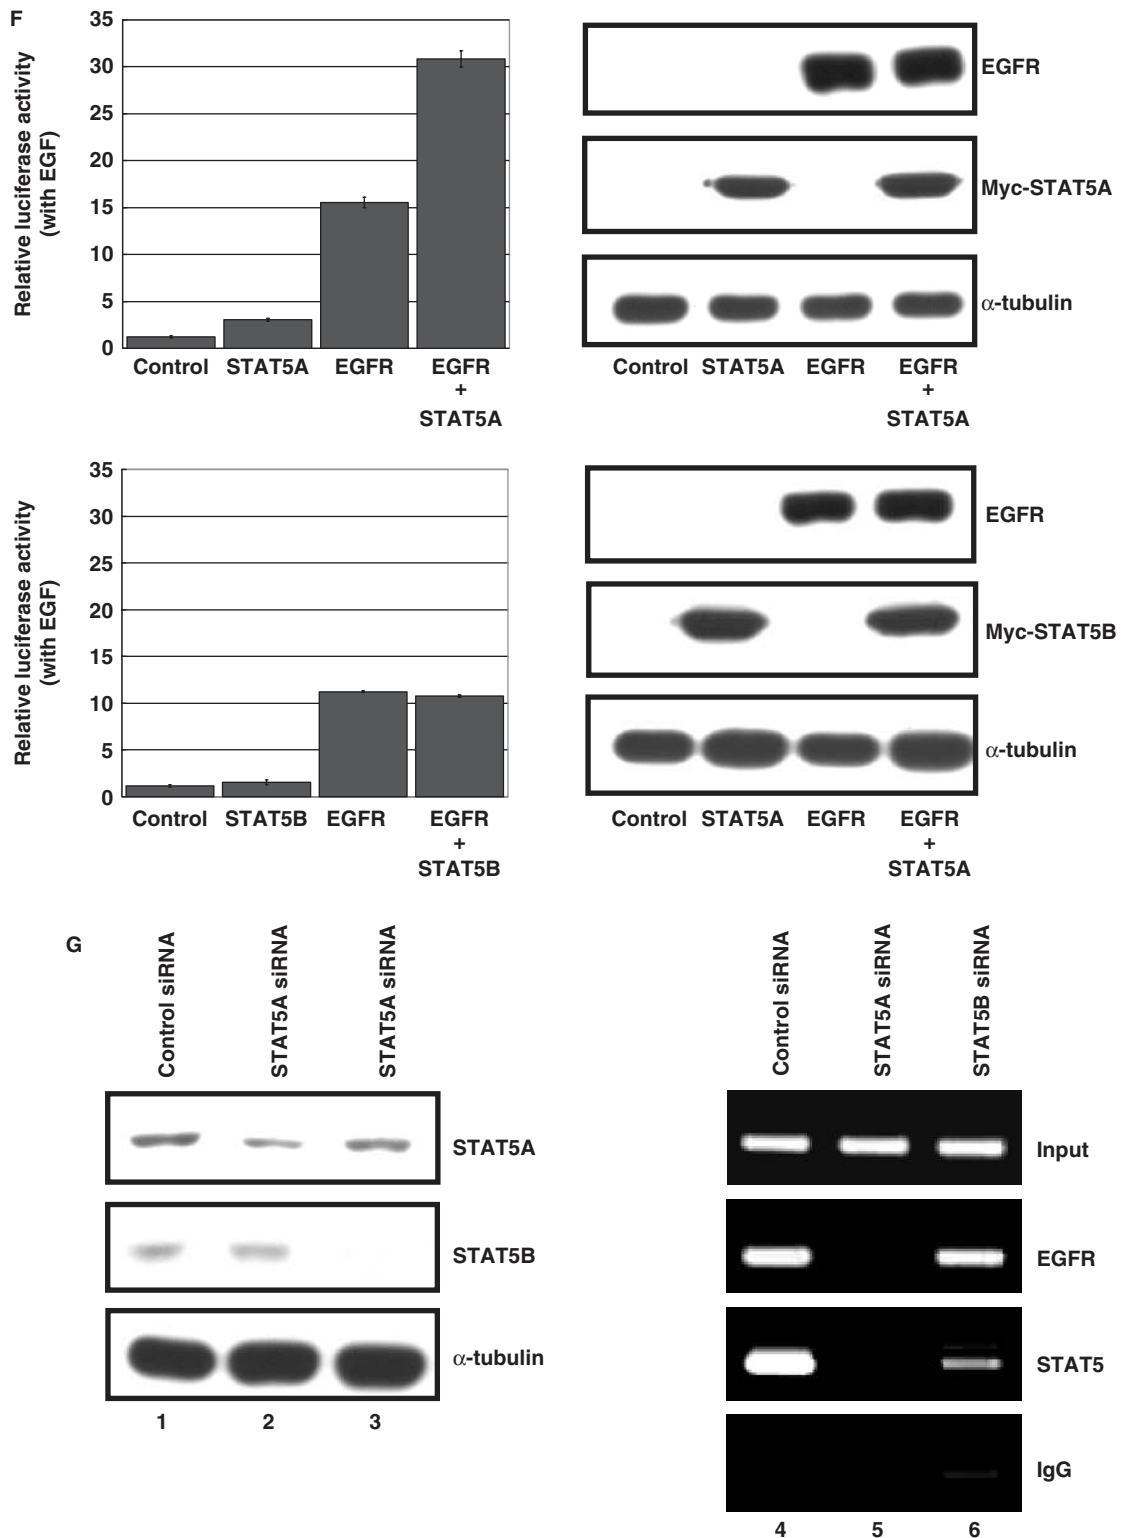 F
Relative luciferase activity
(with EGF)
35
30
25
20
15
10
5
0
Control STAT5A EGFR EGFR
+
STAT5A
EGFR
Myc-STAT5A
α-tubulin
Control STAT5A EGFR EGFR
+
STAT5A
Relative luciferase activity
(with EGF)
35
30
25
20
15
10
5
0
Control STAT5B EGFR EGFR
+
STAT5B
EGFR
Myc-STAT5B
α-tubulin
Control STAT5A EGFR EGFR
+
STAT5A
G
Control siRNA
STAT5A siRNA
STAT5A siRNA
STAT5A
STAT5B
α-tubulin
1 2 3
Control siRNA
STAT5A siRNA
STAT5B siRNA
Input
EGFR
STAT5
IgG
4 5 6